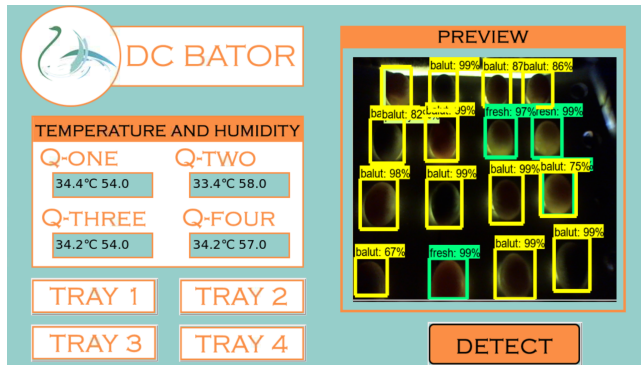 DC BATOR
TEMPERATURE AND HUMIDITY
Q-ONE
34.4°C 54.0
Q-TWO
33.4°C 58.0
Q-THREE
34.2°C 54.0
Q-FOUR
34.2°C 57.0
TRAY 1
TRAY 2
TRAY 3
TRAY 4
PREVIEW
balut: 99%
balut: 87
balut: 86%
balut: 82%
99%
fresh: 97%
resh: 99%
balut: 98%
balut: 99%
balut: 99%
balut: 75%
balut: 67%
fresh: 99%
balut: 99%
balut: 99%
DETECT